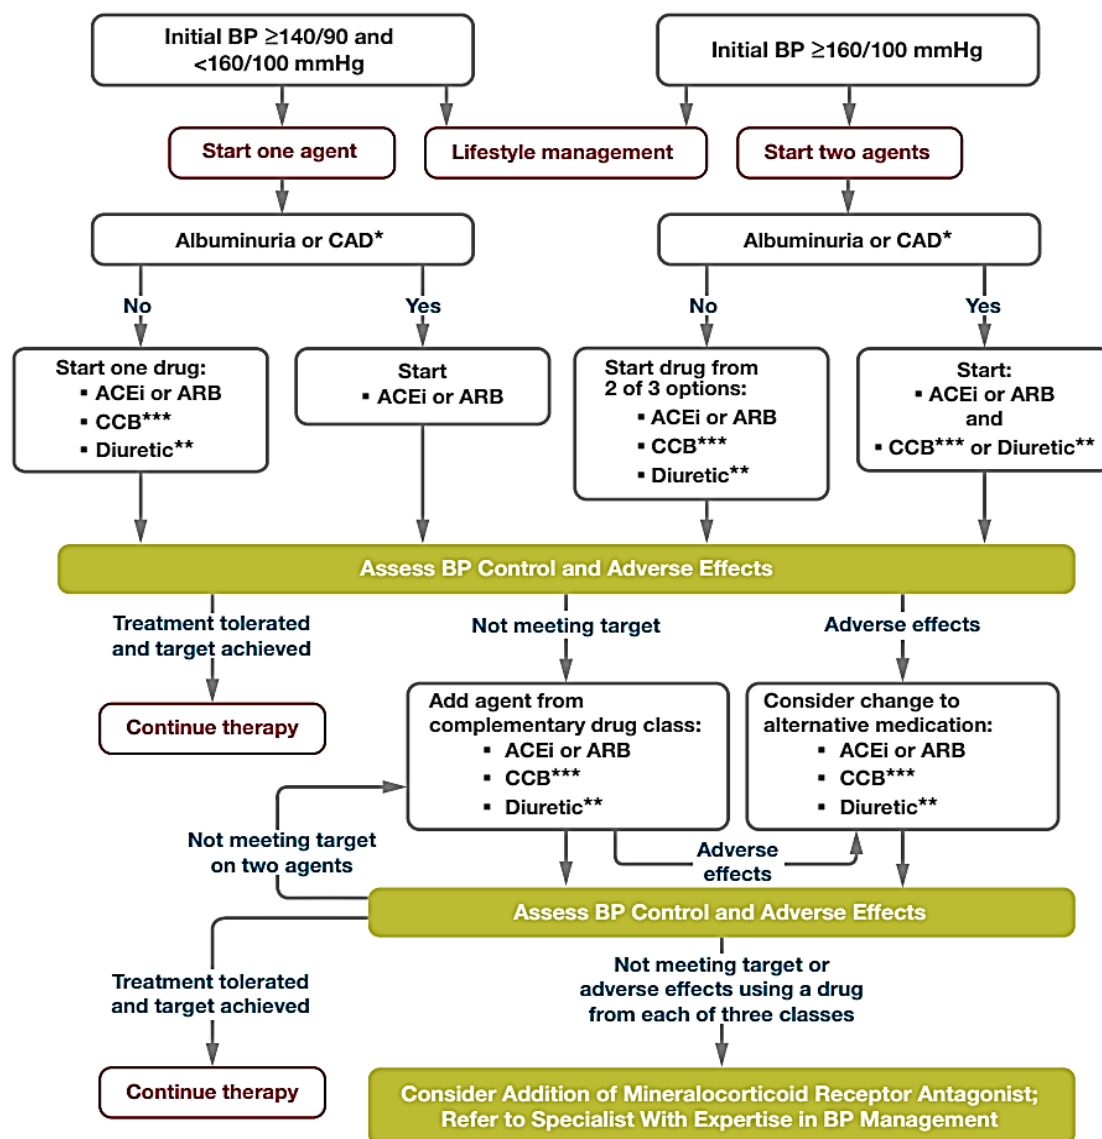 Initial BP ≥140/90 and
<160/100 mmHg
Initial BP ≥160/100 mmHg
Start one agent
Lifestyle management
Start two agents
Albuminuria or CAD*
Albuminuria or CAD*
No
Yes
No
Yes
Start one drug:
▪ ACEi or ARB
▪ CCB***
▪ Diuretic**
Start
▪ ACEi or ARB
Start drug from
2 of 3 options:
▪ ACEi or ARB
▪ CCB***
▪ Diuretic**
Start:
▪ ACEi or ARB
and
▪ CCB*** or Diuretic**
Assess BP Control and Adverse Effects
Treatment tolerated
and target achieved
Not meeting target
Adverse effects
Continue therapy
Add agent from
complementary drug class:
▪ ACEi or ARB
▪ CCB***
▪ Diuretic**
Consider change to
alternative medication:
▪ ACEi or ARB
▪ CCB***
▪ Diuretic**
Not meeting target
on two agents
Adverse
effects
Assess BP Control and Adverse Effects
Treatment tolerated
and target achieved
Not meeting target or
adverse effects using a drug
from each of three classes
Continue therapy
Consider Addition of Mineralocorticoid Receptor Antagonist;
Refer to Specialist With Expertise in BP Management